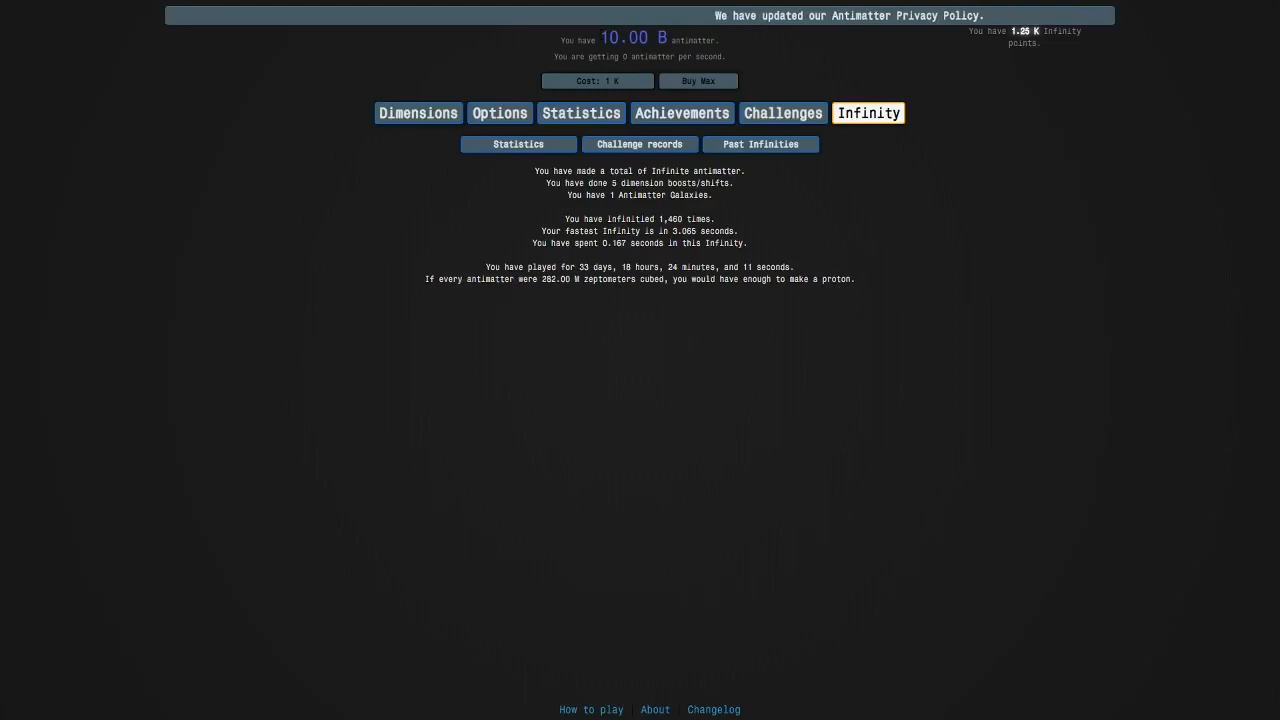 We have updated our Antimatter Privacy Policy.
You have 10.00 B antimatter.
You have 1.25 K Infinity
points.
You are getting 0 antimatter per second.
Cost: 1 K
Buy Max
Dimensions
Options
Statistics
Achievements
Challenges
Infinity
Statistics
Challenge records
Past Infinities
You have made a total of Infinite antimatter.
You have done 5 dimension boosts/shifts.
You have 1 Antimatter Galaxies.
You have infinitied 1,460 times.
Your fastest Infinity is in 3.065 seconds.
You have spent 0.167 seconds in this Infinity.
You have played for 33 days, 18 hours, 24 minutes, and 11 seconds.
If every antimatter were 282.00 M zeptometers cubed, you would have enough to make a proton.
How to play | About | Changelog